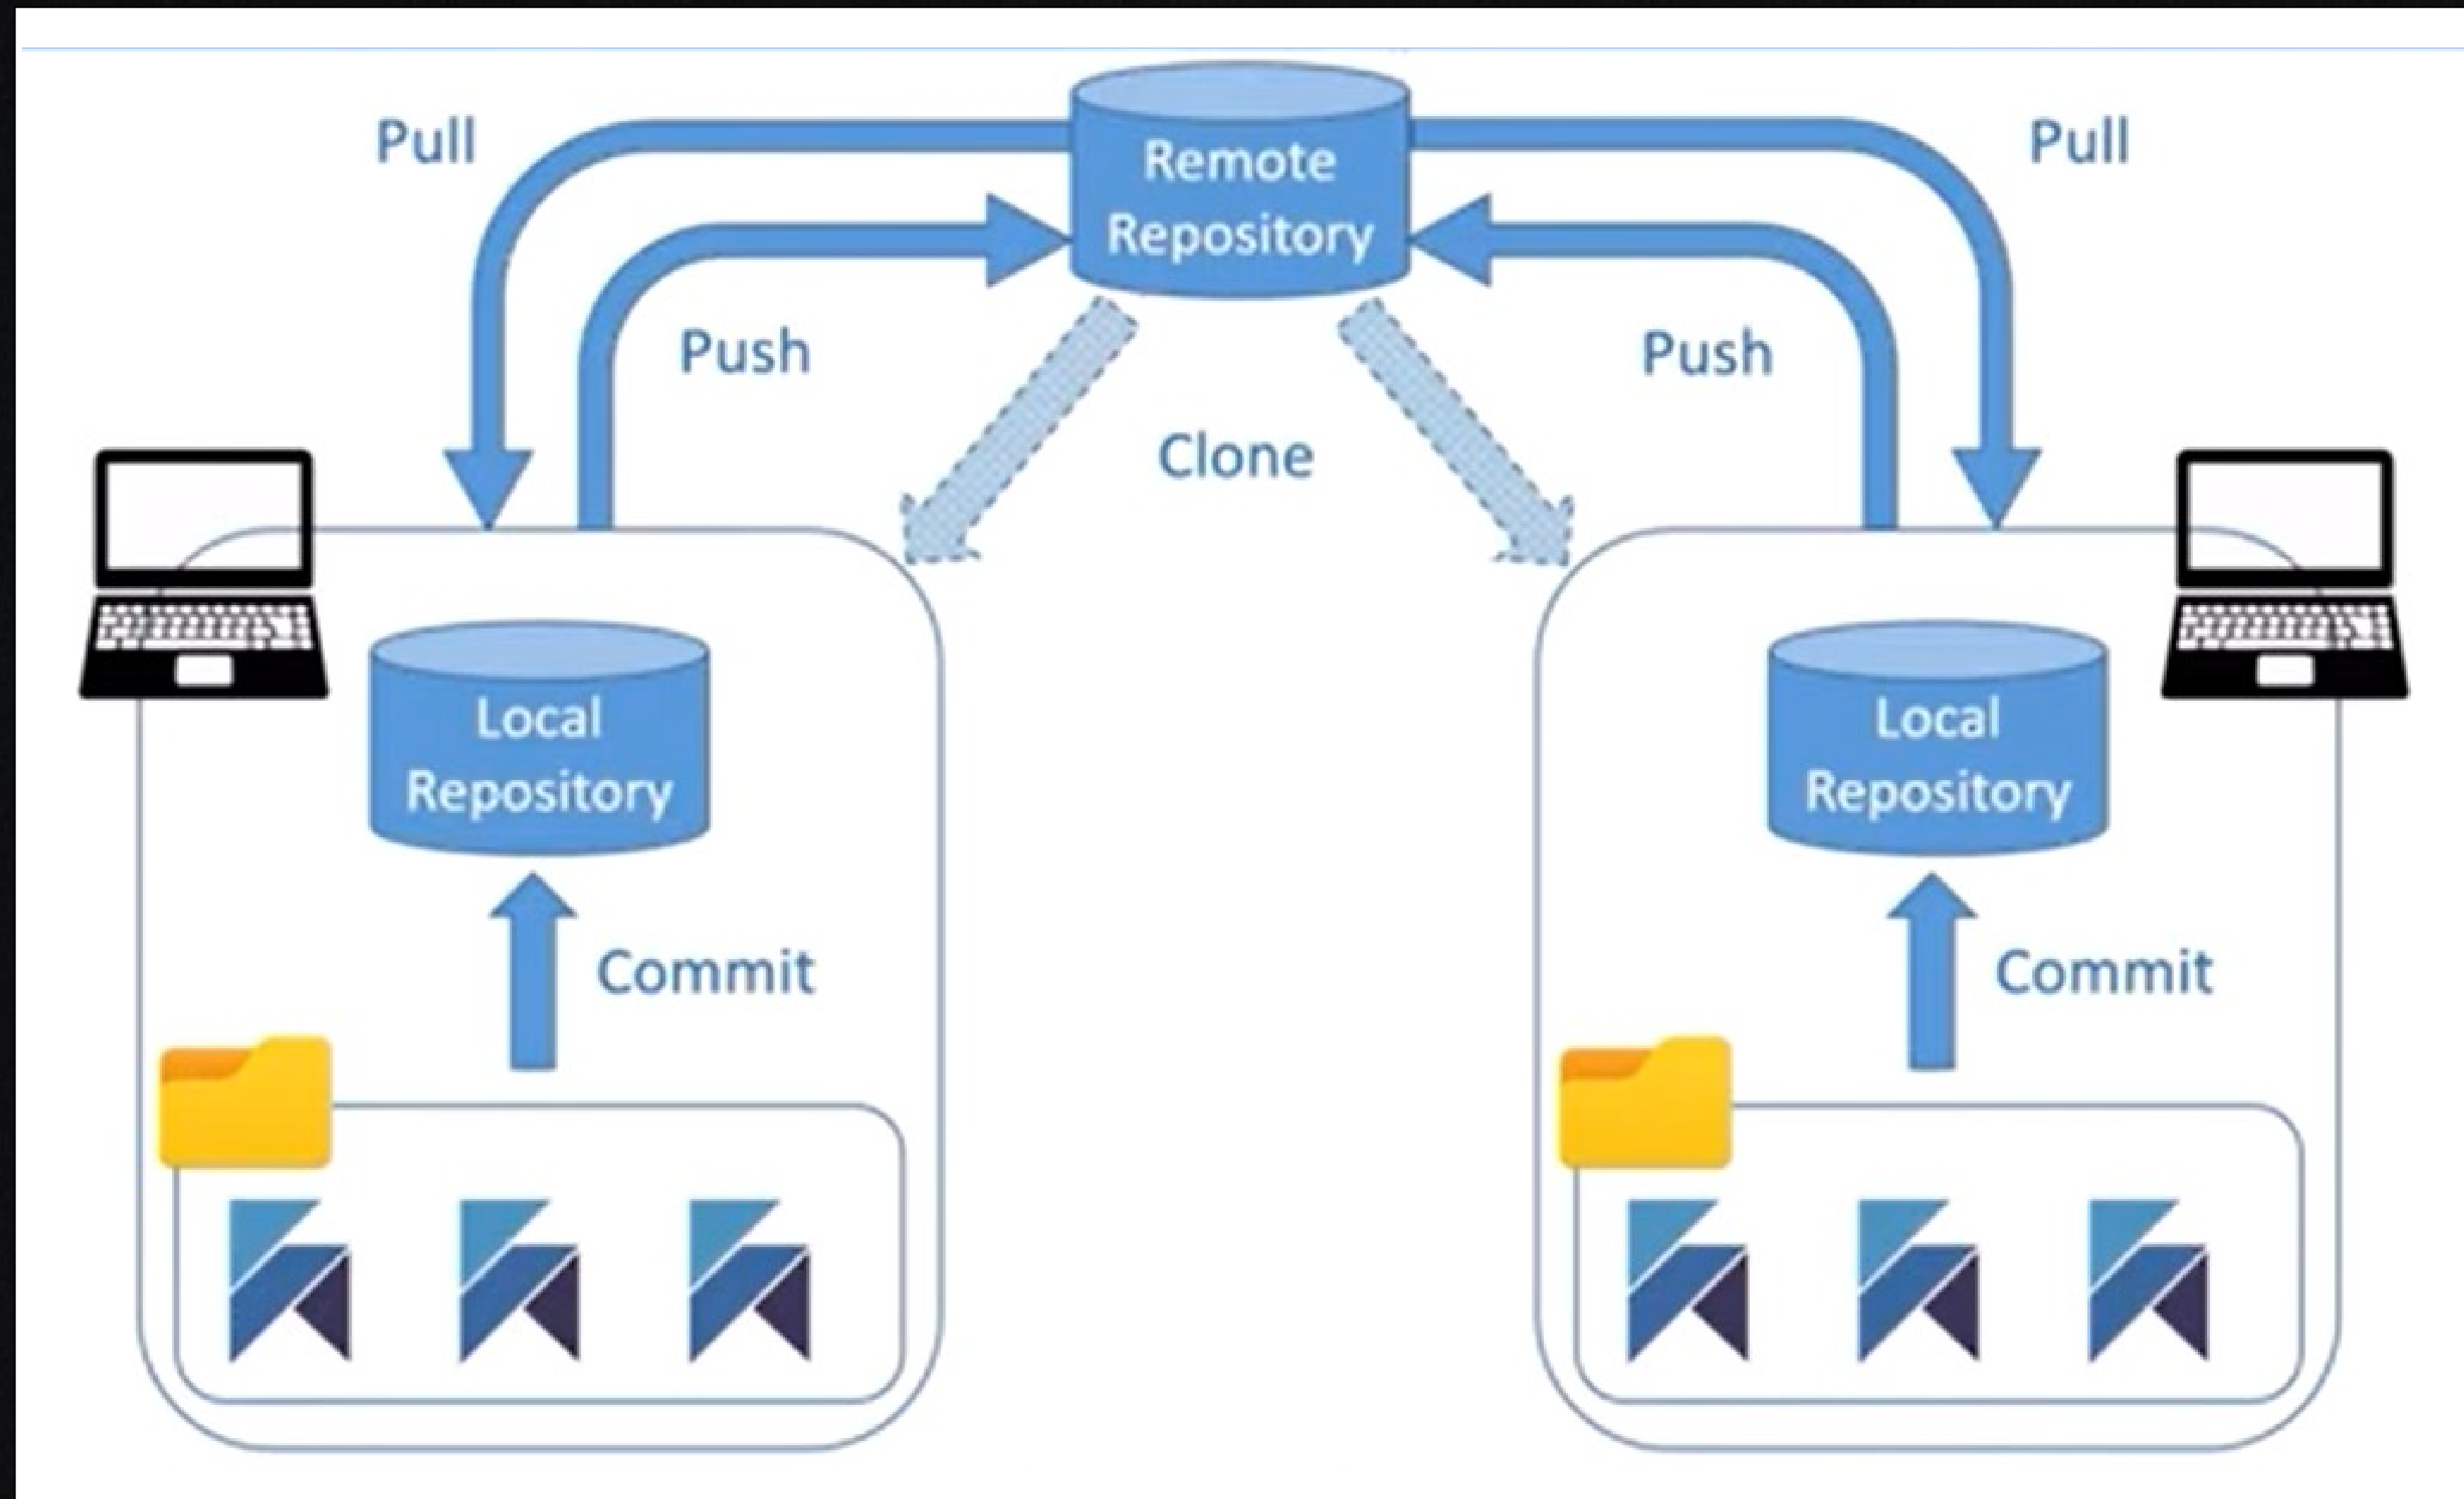 Pull
Remote
Repository
Pull
Push
Push
Clone
Local
Repository
Local
Repository
Commit
Commit